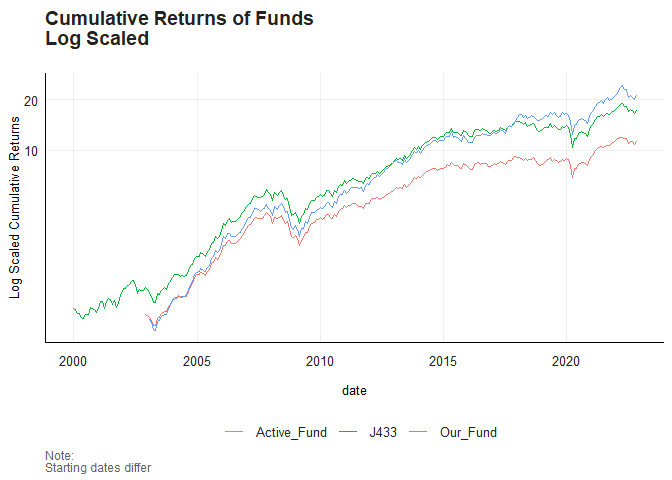 Cumulative Returns of Funds
Log Scaled
20
10
Log Scaled Cumulative Returns
2000 2005 2010 2015 2020
date
Active_Fund J433 Our_Fund
Note:
Starting dates differ